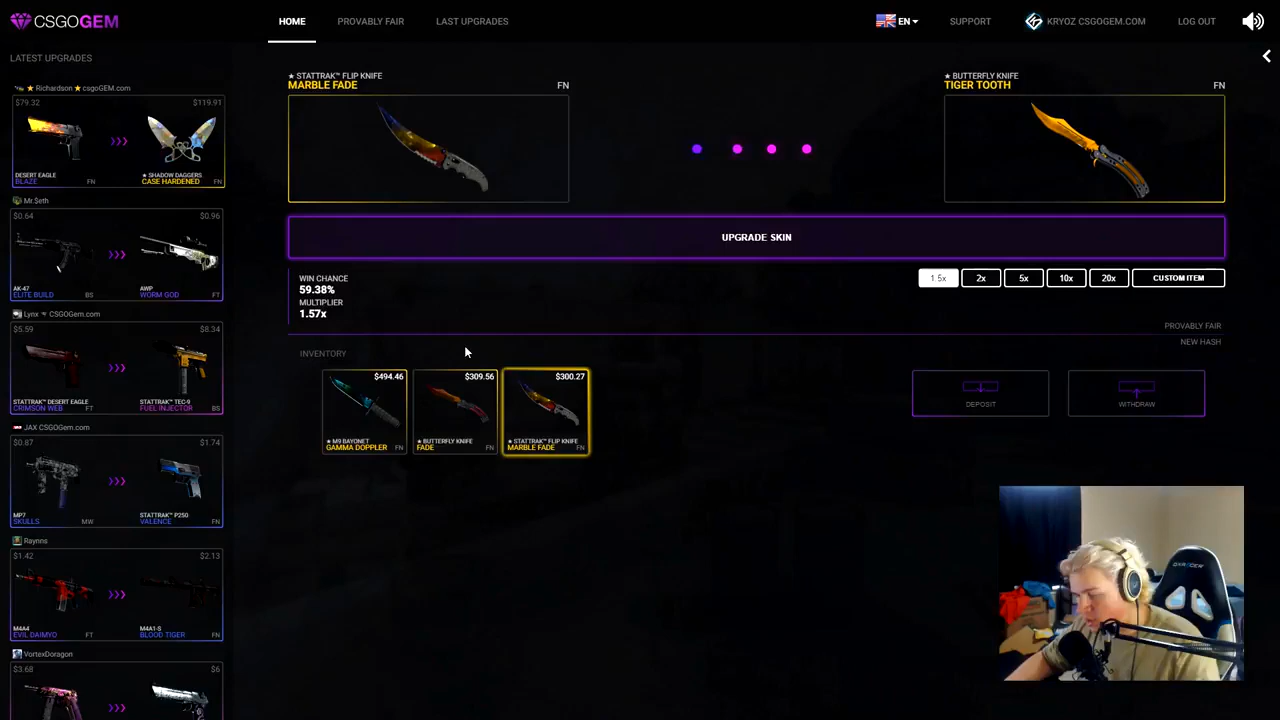 CSGOGEM
HOME
PROVABLY FAIR
LAST UPGRADES
EN
SUPPORT
KRYOZ CSGOGEM.COM
LOG OUT
LATEST UPGRADES
★ Richardson ★ csgoGEM.com
$79.32
$119.91
DESERT EAGLE
BLAZE
FN
★ SHADOW DAGGERS
CASE HARDENED
FN
Mr.$eth
$0.64
$0.96
AK-47
ELITE BUILD
BS
AWP
WORM GOD
FT
Lynx CSGOGem.com
$5.59
$8.34
STATTRAK™ DESERT EAGLE
CRIMSON WEB
FT
STATTRAK™ TEC-9
FUEL INJECTOR
BS
JAX CSGOGem.com
$0.87
$1.74
MP7
SKULLS
MW
STATTRAK™ P250
VALENCE
FN
Raynns
$1.42
$2.13
M4A4
EVIL DAIMYO
FT
M4A1-S
BLOOD TIGER
FN
VortexDoragon
$3.68
$6
★ STATTRAK™ FLIP KNIFE
MARBLE FADE
FN
★ BUTTERFLY KNIFE
TIGER TOOTH
FN
UPGRADE SKIN
WIN CHANCE
59.38%
MULTIPLIER
1.57x
1.5x
2x
5x
10x
20x
CUSTOM ITEM
PROVABLY FAIR
NEW HASH
INVENTORY
$494.46
★ M9 BAYONET
GAMMA DOPPLER
FN
$309.56
★ BUTTERFLY KNIFE
FADE
FN
$300.27
★ STATTRAK™ FLIP KNIFE
MARBLE FADE
FN
DEPOSIT
WITHDRAW